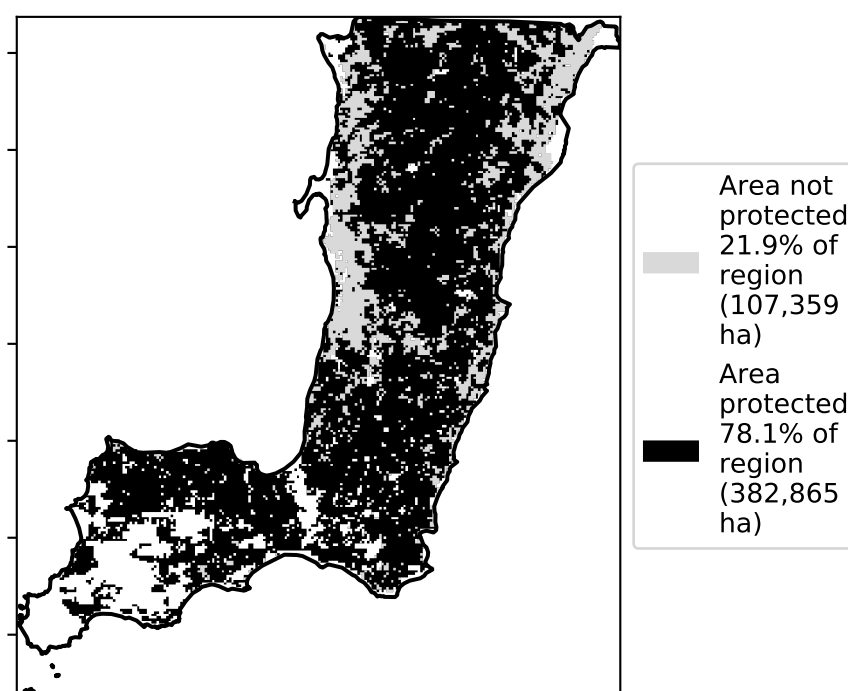 Area not
protected
21.9% of
region
(107,359
ha)
Area
protected
78.1% of
region
(382,865
ha)